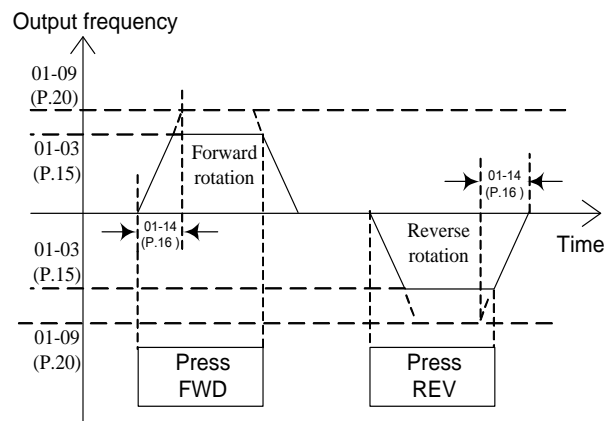 Output frequency
01-09
(P.20)
01-03
(P.15)
Forward
rotation
01-14
(P.16 )
01-14
(P.16 )
Time
01-03
(P.15)
Reverse
rotation
01-09
(P.20)
Press
FWD
Press
REV